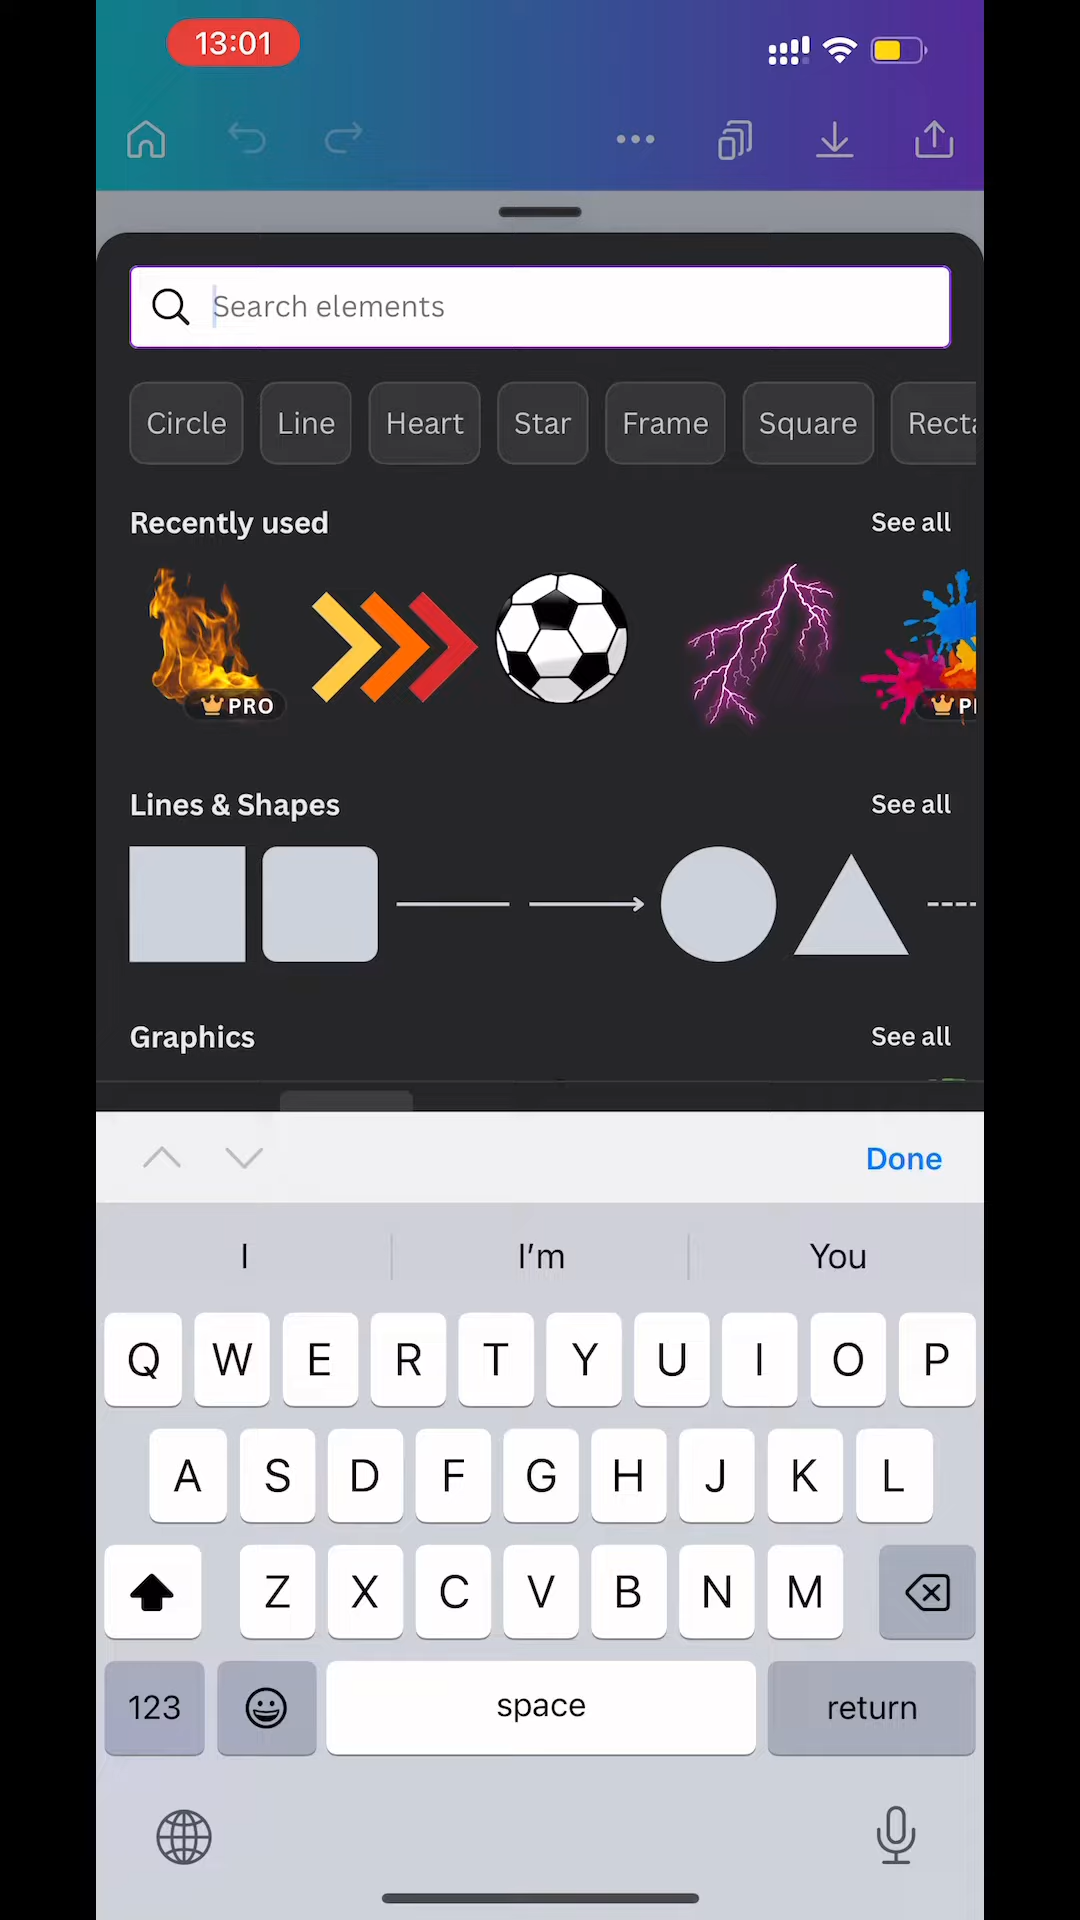 13:01
Search elements
Circle Line Heart Star Frame Square Recta
Recently used See all
PRO
Lines & Shapes See all
Graphics See all
Done
I I’m You
Q W E R T Y U I O P
A S D F G H J K L
Z X C V B N M
123 space return